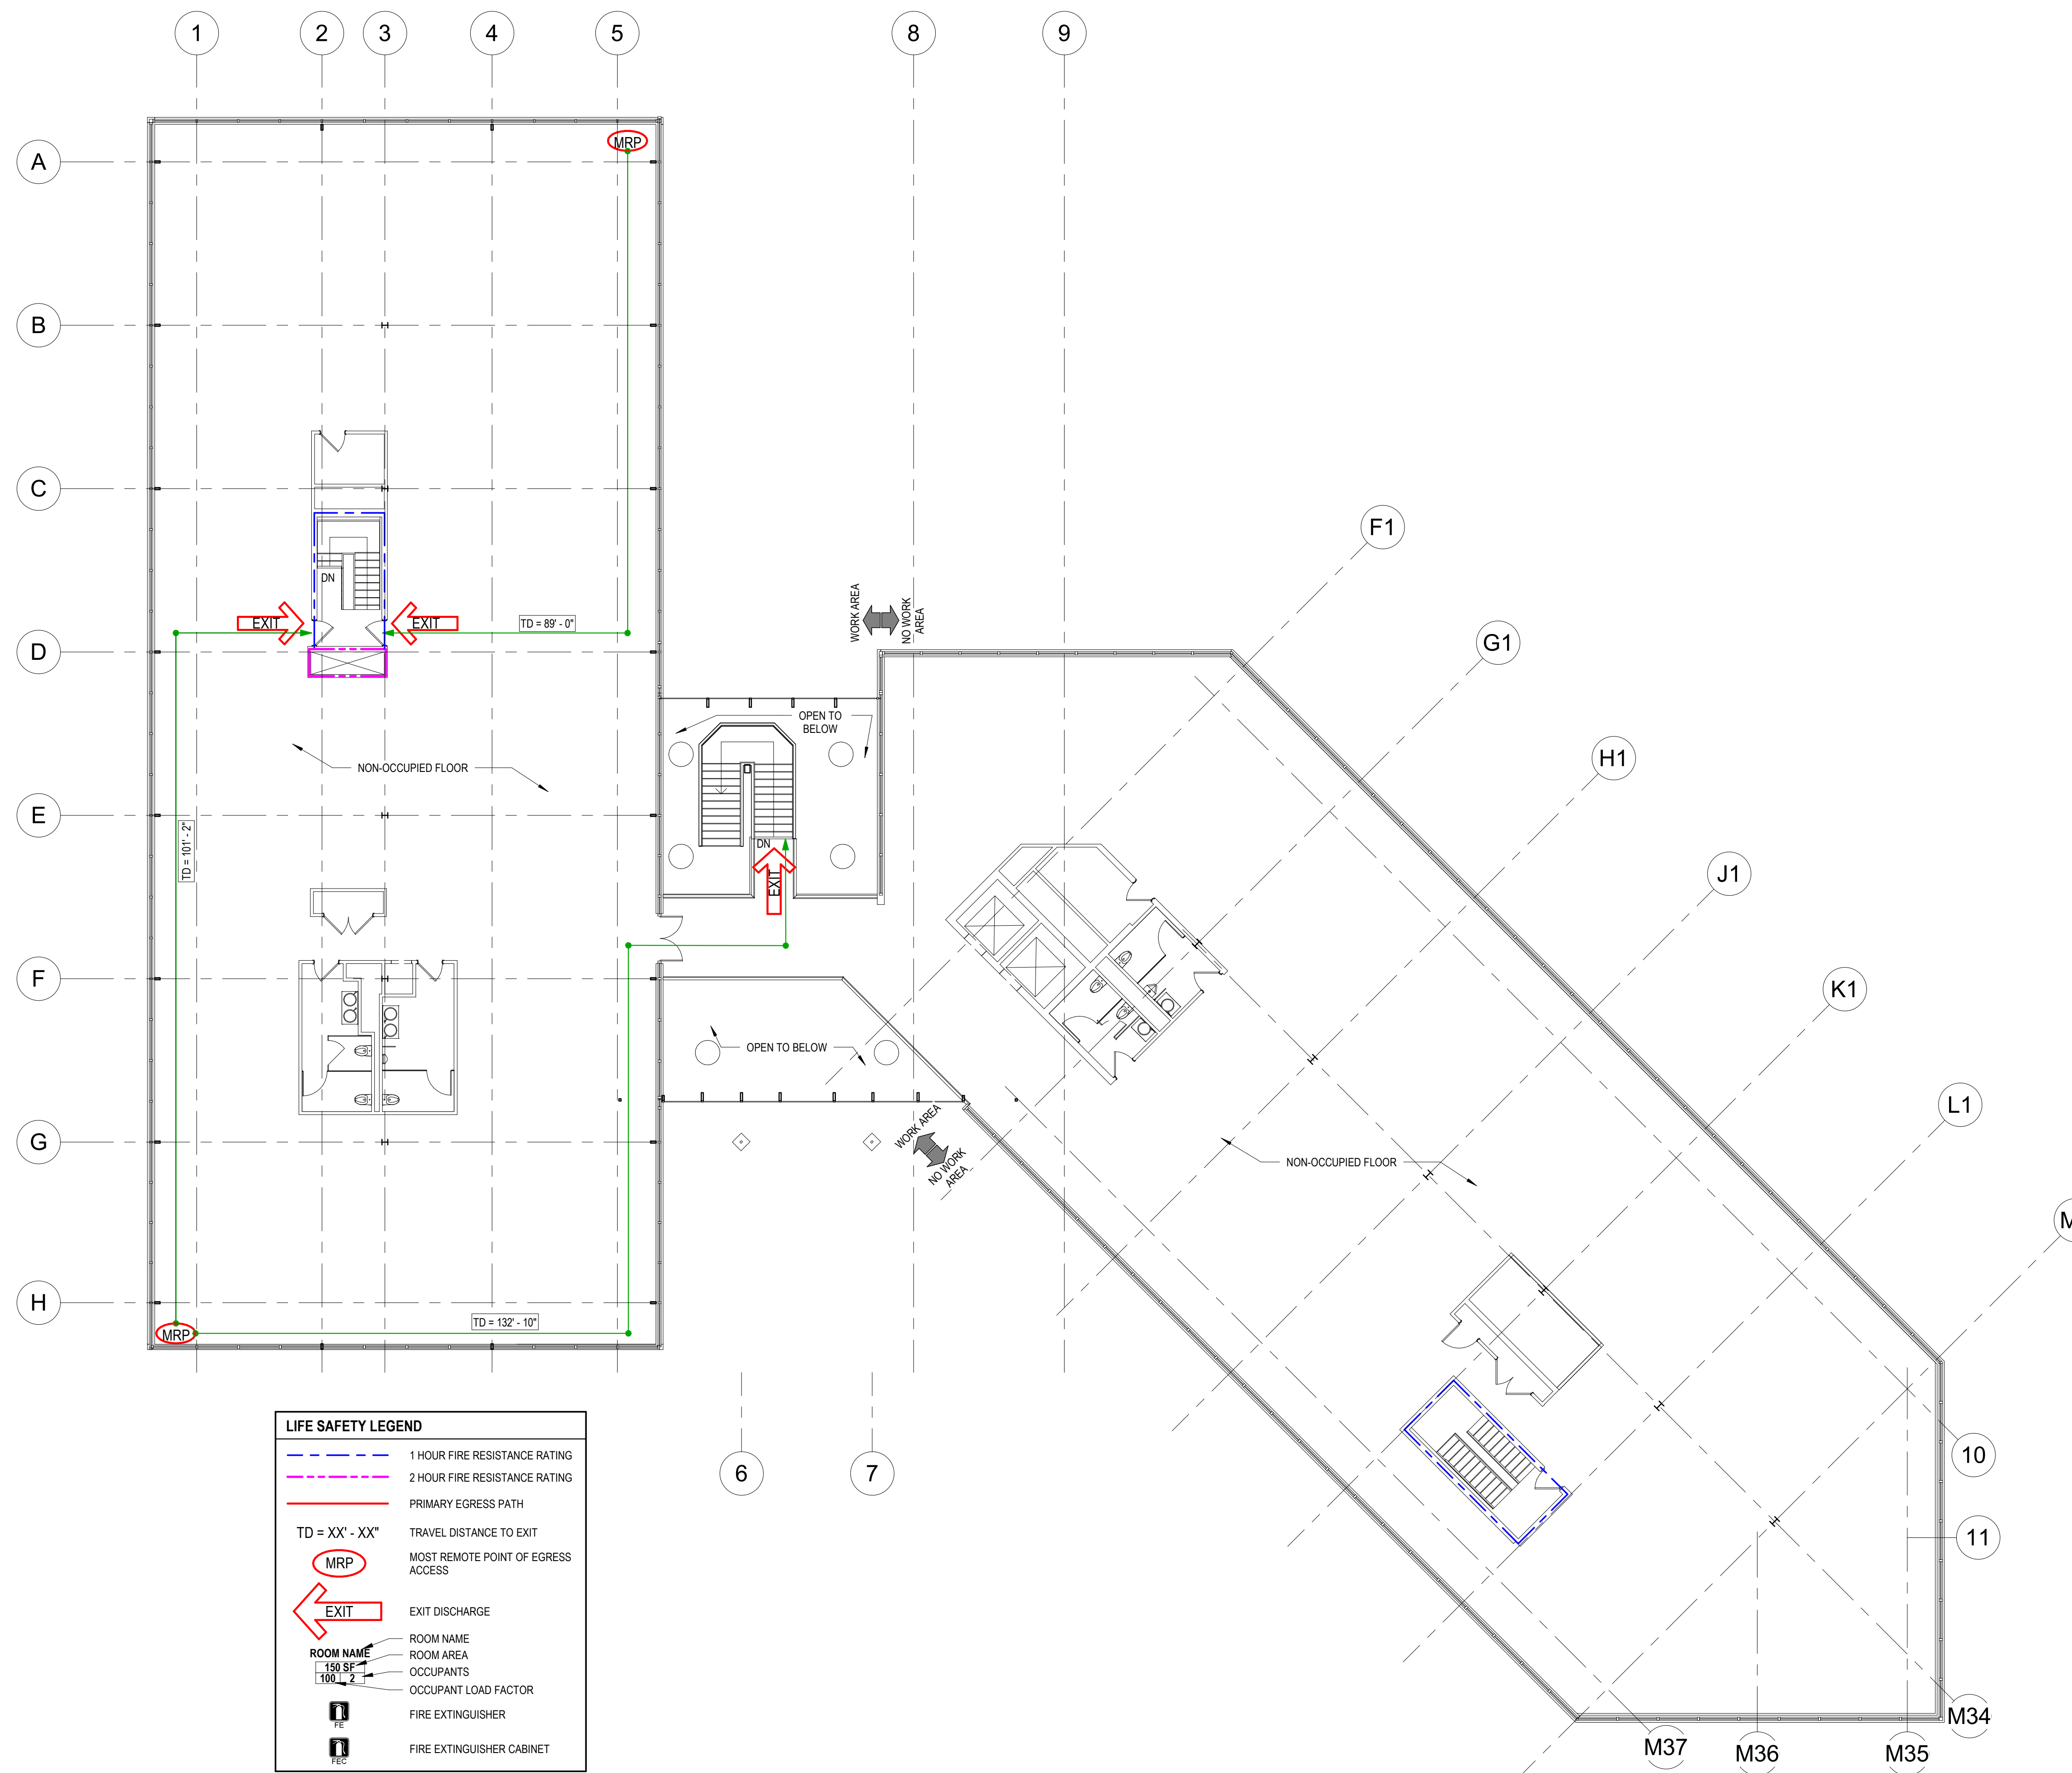 1
2
3
4
5
8
9
A
B
C
D
E
F
G
H
MRP
F1
G1
H1
J1
K1
L1
M
DN
EXIT
EXIT
TD = 89' - 0"
WORK AREA
NO WORK
AREA
OPEN TO
BELOW
NON-OCCUPIED FLOOR
TD = 101' - 2"
DN
EXIT
OPEN TO BELOW
WORK AREA
NO WORK
AREA
NON-OCCUPIED FLOOR
MRP
TD = 132' - 10"
6
7
10
11
M34
M35
M36
M37
LIFE SAFETY LEGEND
1 HOUR FIRE RESISTANCE RATING
2 HOUR FIRE RESISTANCE RATING
PRIMARY EGRESS PATH
TD = XX' - XX"
TRAVEL DISTANCE TO EXIT
MRP
MOST REMOTE POINT OF EGRESS
ACCESS
EXIT
EXIT DISCHARGE
ROOM NAME
150 SF
100 2
ROOM NAME
ROOM AREA
OCCUPANTS
OCCUPANT LOAD FACTOR
FE
FIRE EXTINGUISHER
FEC
FIRE EXTINGUISHER CABINET